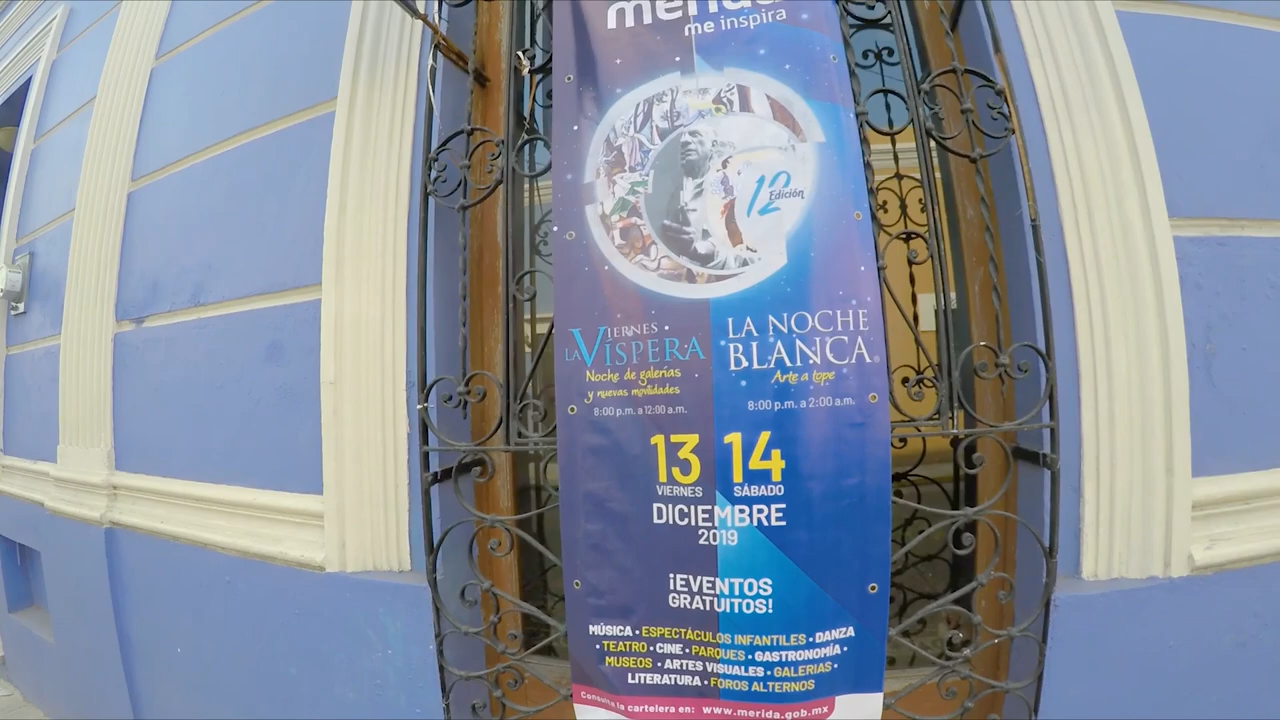 mérida
me inspira
12
Edición
VIERNES
LA VÍSPERA
Noche de galerías
y nuevas movilidades
8:00 p.m. a 12:00 a.m.
LA NOCHE
BLANCA®
Arte a tope
8:00 p.m. a 2:00 a.m.
13 14
VIERNES SÁBADO
DICIEMBRE
2019
¡EVENTOS
GRATUITOS!
MÚSICA • ESPECTÁCULOS INFANTILES • DANZA
• TEATRO • CINE • PARQUES • GASTRONOMÍA •
MUSEOS • ARTES VISUALES • GALERIAS •
LITERATURA • FOROS ALTERNOS
Consulta la cartelera en: www.merida.gob.mx